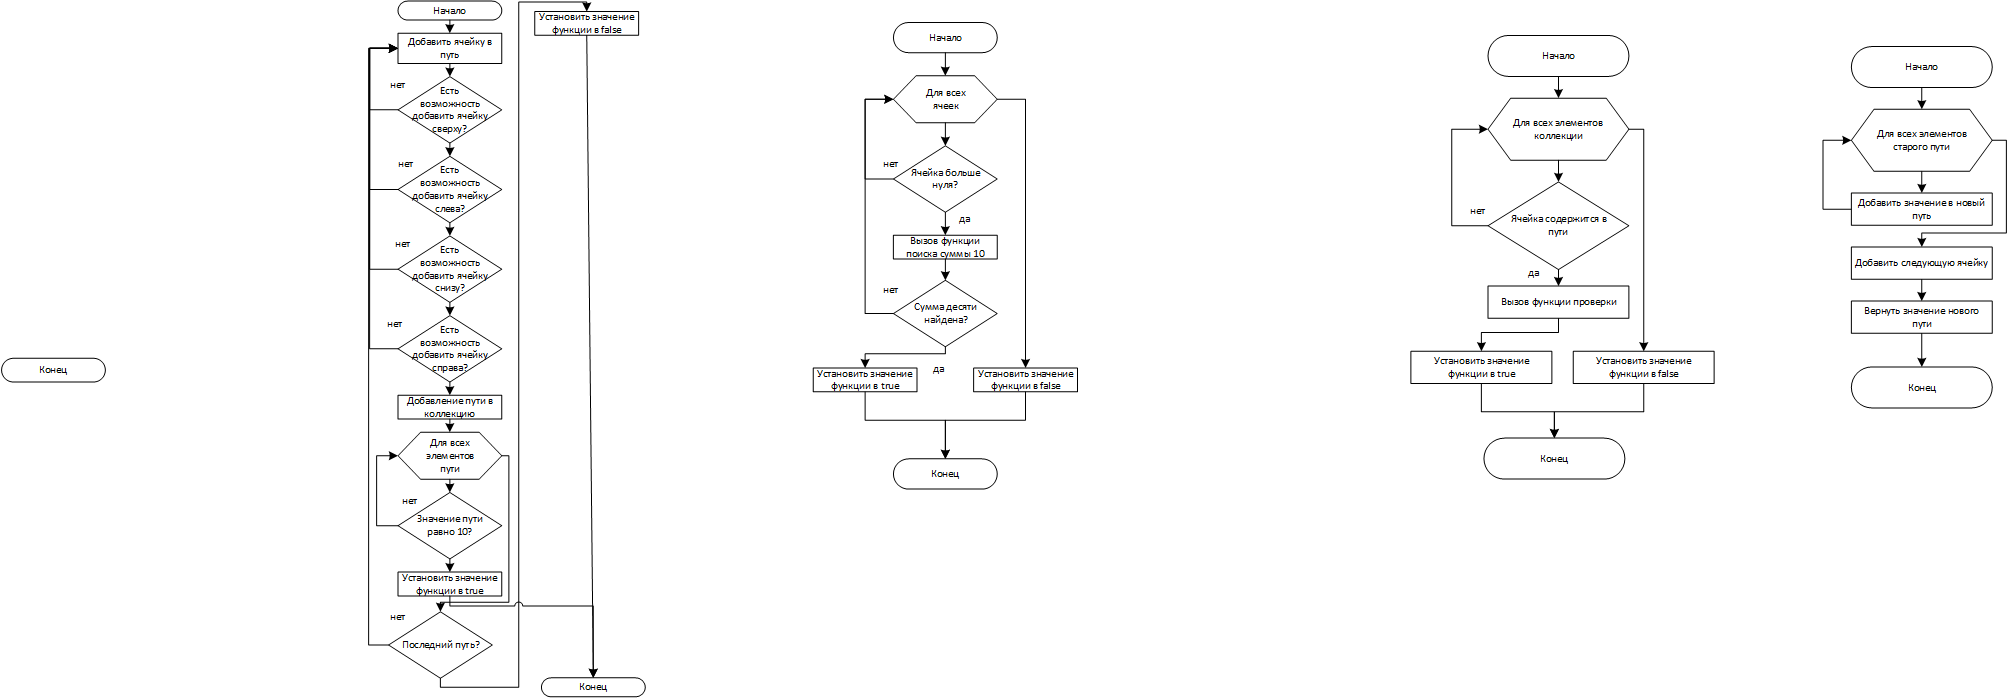 Конец
Начало
Добавить ячейку в
путь
нет
Есть
возможность
добавить ячейку
сверху?
нет
Есть
возможность
добавить ячейку
слева?
нет
Есть
возможность
добавить ячейку
снизу?
нет
Есть
возможность
добавить ячейку
справа?
Добавление пути в
коллекцию
Для всех
элементов
пути
нет
Значение пути
равно 10?
Установить значение
функции в true
нет
Последний путь?
Установить значение
функции в false
Конец
Начало
Для всех
ячеек
нет
Ячейка больше
нуля?
да
Вызов функции
поиска суммы 10
нет
Сумма десяти
найдена?
да
Установить значение
функции в true
Установить значение
функции в false
Конец
Начало
Для всех элементов
коллекции
нет
Ячейка содержится в
пути
да
Вызов функции проверки
Установить значение
функции в true
Установить значение
функции в false
Конец
Начало
Для всех элементов
старого пути
Добавить значение в новый
путь
Добавить следующую ячейку
Вернуть значение нового
пути
Конец